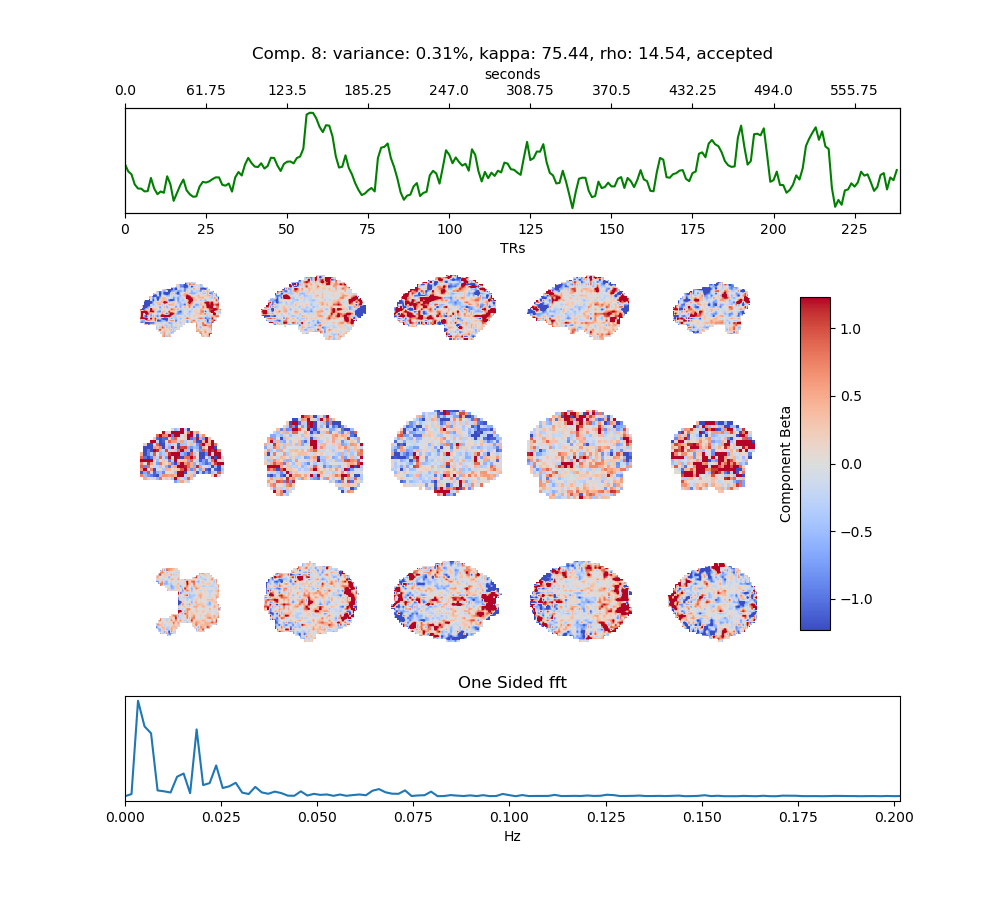 Comp. 8: variance: 0.31%, kappa: 75.44, rho: 14.54, accepted
seconds
0.0 61.75 123.5 185.25 247.0 308.75 370.5 432.25 494.0 555.75
0 25 50 75 100 125 150 175 200 225
TRs
1.0
0.5
0.0
−0.5
−1.0
Component Beta
One Sided fft
0.000 0.025 0.050 0.075 0.100 0.125 0.150 0.175 0.200
Hz